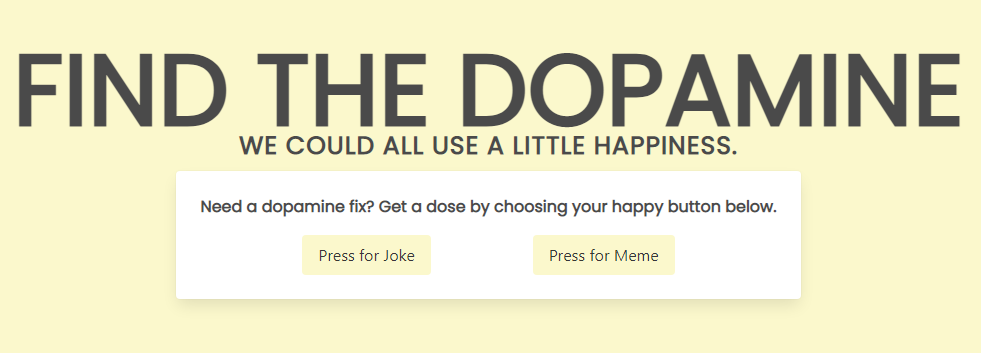 FIND THE DOPAMINE
WE COULD ALL USE A LITTLE HAPPINESS.
Need a dopamine fix? Get a dose by choosing your happy button below.
Press for Joke
Press for Meme